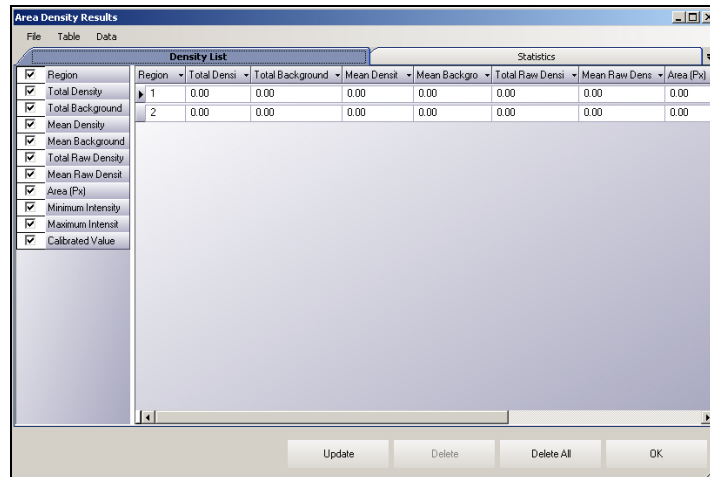 Area Density Results
File Table Data
Density List Statistics
Region
Total Density
Total Background
Mean Density
Mean Background
Total Raw Density
Mean Raw Densit
Area (Px)
Minimum Intensity
Maximum Intensit
Calibrated Value
Region Total Densi Total Background Mean Densit Mean Backgro Total Raw Densi Mean Raw Dens Area (Px)
1 0.00 0.00 0.00 0.00 0.00 0.00 0.00
2 0.00 0.00 0.00 0.00 0.00 0.00 0.00
Update Delete Delete All OK